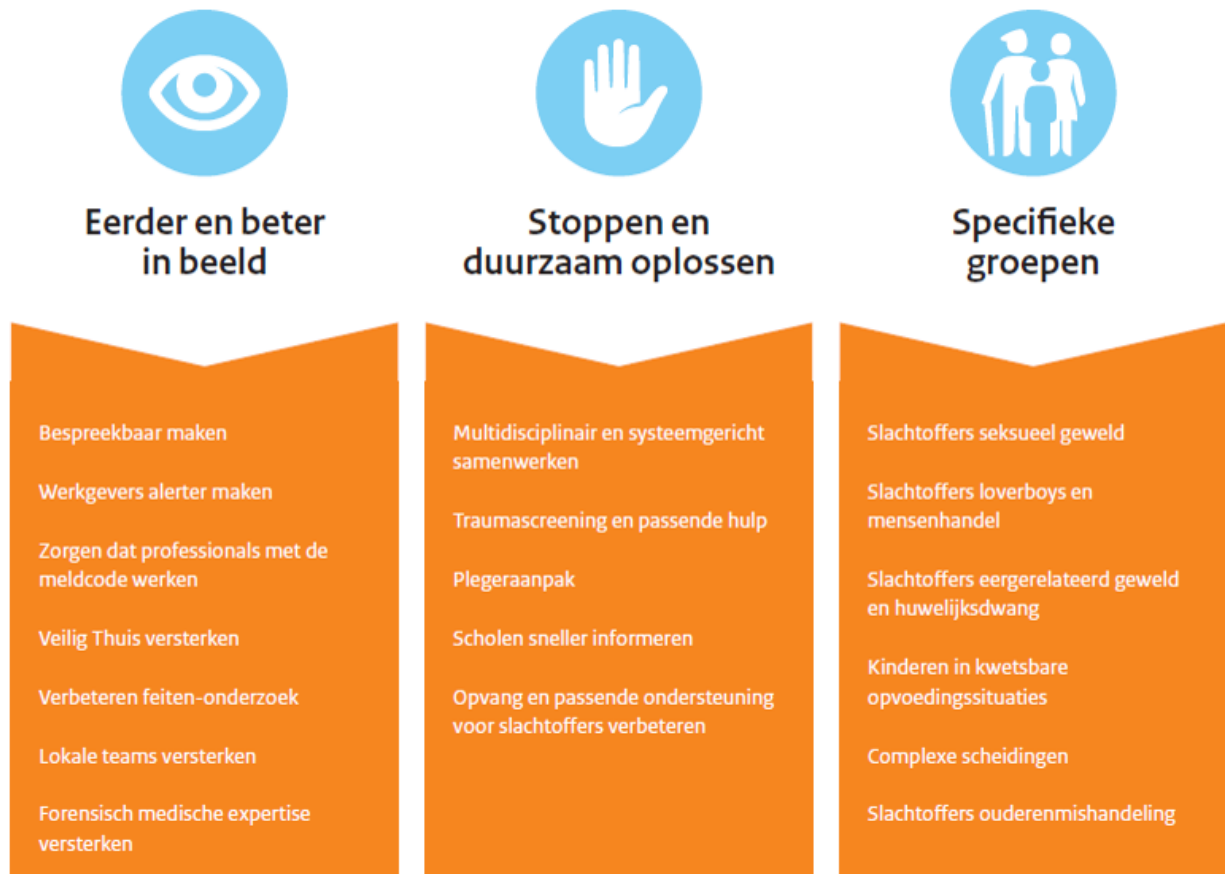 Eerder en beter
in beeld
Bespreekbaar maken
Werkgevers alerter maken
Zorgen dat professionals met de
meldcode werken
Veilig Thuis versterken
Verbeteren feiten-onderzoek
Lokale teams versterken
Forensisch medische expertise
versterken
Stoppen en
duurzaam oplossen
Multidisciplinair en systeemgericht
samenwerken
Traumascreening en passende hulp
Plegeraanpak
Scholen sneller informeren
Opvang en passende ondersteuning
voor slachtoffers verbeteren
Specifieke
groepen
Slachtoffers seksueel geweld
Slachtoffers loverboys en
mensenhandel
Slachtoffers eergerelateerd geweld
en huwelijksdwang
Kinderen in kwetsbare
opvoedingssituaties
Complexe scheidingen
Slachtoffers ouderenmishandeling